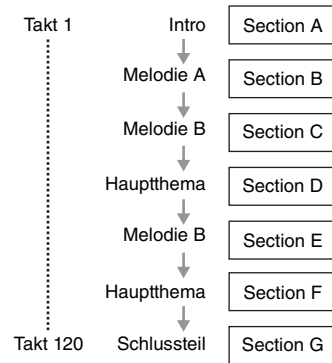 Takt 1 Intro Section A
Melodie A Section B
Melodie B Section C
Hauptthema Section D
Melodie B Section E
Hauptthema Section F
Takt 120 Schlussteil Section G